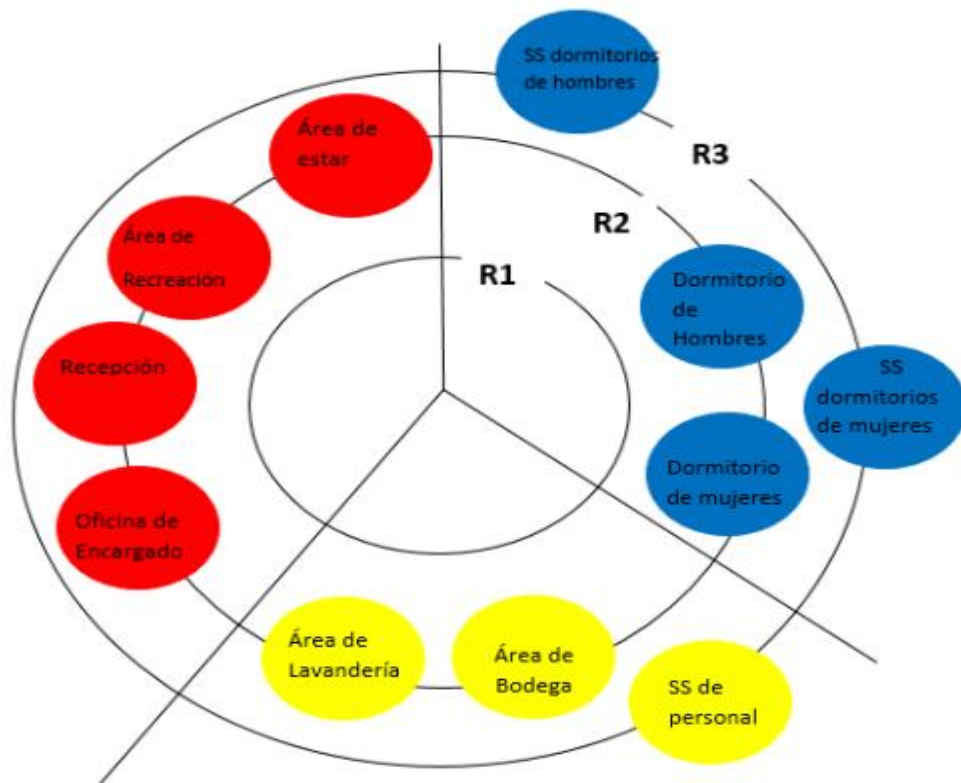 SS dormitorios
de hombres
Área de
estar
R3
R2
Área de
Recreación
R1
Dormitorio
de
Hombres
Recepción
SS
dormitorios
de mujeres
Dormitorio
de mujeres
Oficina de
Encargado
Área de
Lavandería
Área de
Bodega
SS de
personal